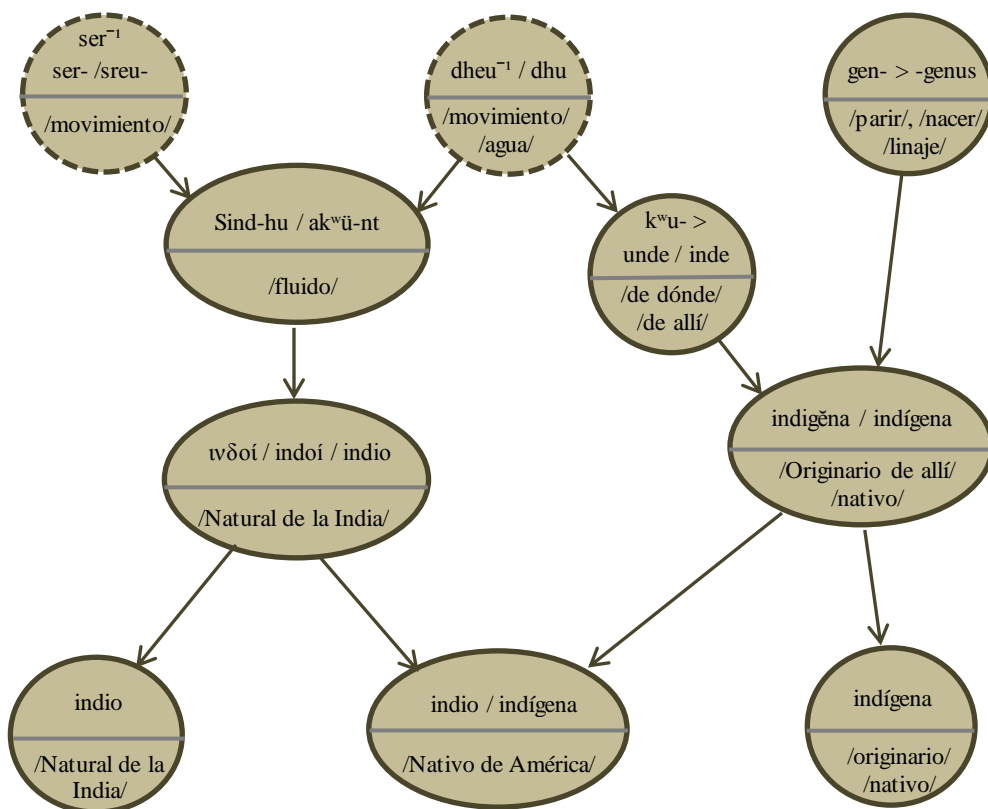 ser⁻¹
ser- /sreu-
/movimiento/
dheu⁻¹ / dhu
/movimiento/
/agua/
gen- > -genus
/parir/, /nacer/
/linaje/
Sind-hu / akʷü-nt
/fluido/
kʷu- >
unde / inde
/de dónde/
/de allí/
ινδοί / indoí / indio
/Natural de la India/
indigĕna / indígena
/Originario de allí/
/nativo/
indio
/Natural de la
India/
indio / indígena
/Nativo de América/
indígena
/originario/
/nativo/